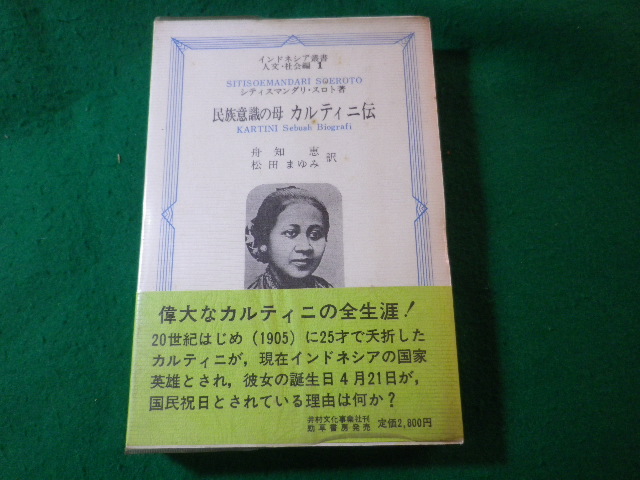 インドネシア叢書
人文・社会編 1
SITISOEMANDARI SOEROTO
シティスマンダリ・スロト著
民族意識の母 カルティニ伝
KARTINI Sebuah Biografi
舟 知 恵
松田まゆみ 訳
偉大なカルティニの全生涯!
20世紀はじめ (1905) に25才で夭折した
カルティニが, 現在インドネシアの国家
英雄とされ, 彼女の誕生日4月21日が,
国民祝日とされている理由は何か?
井村文化事業社刊
勁草書房発売
定価2,800円